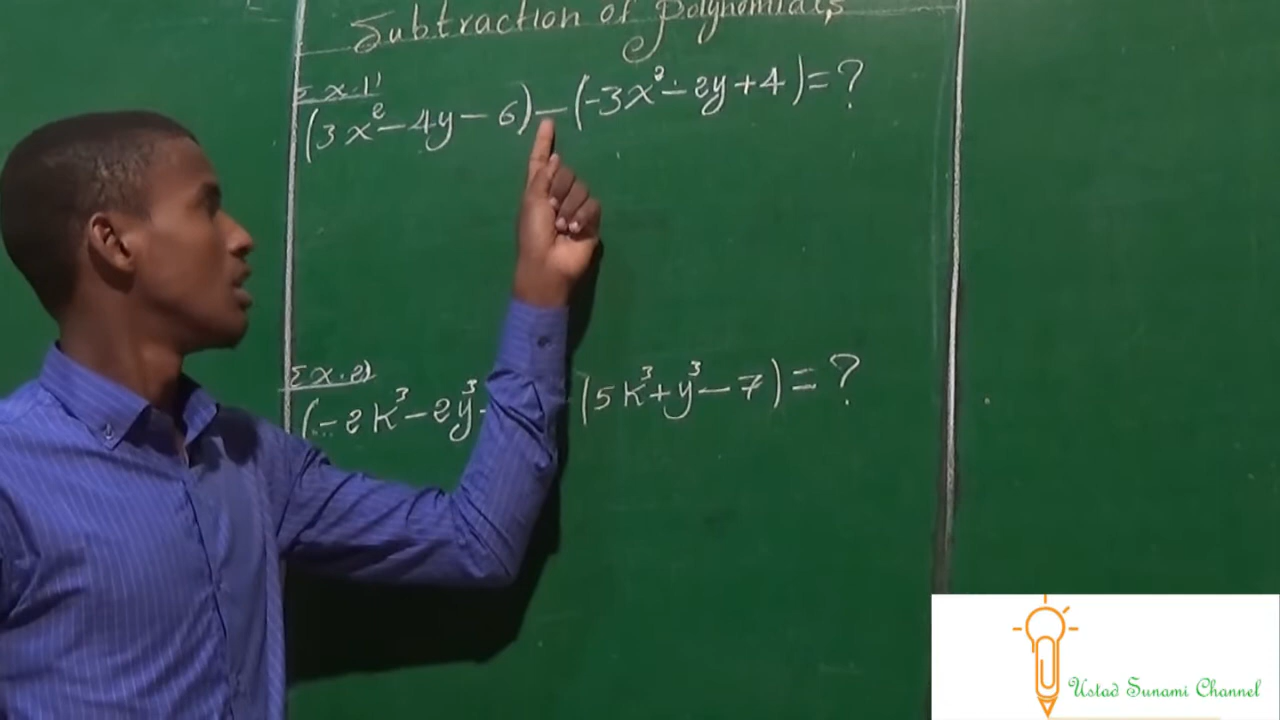 Subtraction of Polynomials
Ex.1)
(3x² - 4y - 6) - (-3x² - 2y + 4) = ?
Ex.2)
(-2k³ - 2y³ (5k³ + y³ - 7) = ?
Ustad Sunami Channel